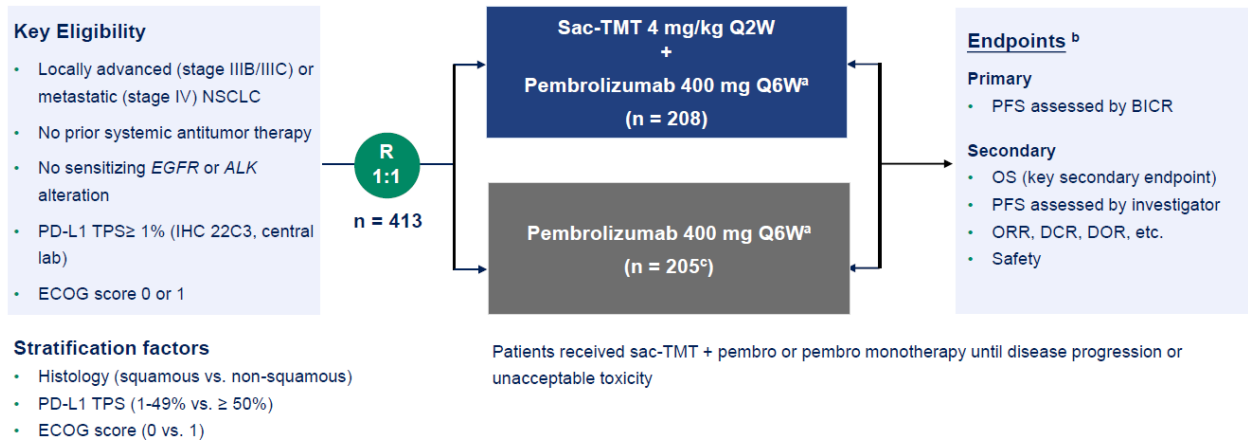 Key Eligibility
• Locally advanced (stage IIIB/IIIC) or
metastatic (stage IV) NSCLC
• No prior systemic antitumor therapy
• No sensitizing EGFR or ALK
alteration
• PD-L1 TPS≥ 1% (IHC 22C3, central
lab)
• ECOG score 0 or 1
Stratification factors
• Histology (squamous vs. non-squamous)
• PD-L1 TPS (1-49% vs. ≥ 50%)
• ECOG score (0 vs. 1)
R
1:1
n = 413
Sac-TMT 4 mg/kg Q2W
+
Pembrolizumab 400 mg Q6Wᵃ
(n = 208)
Pembrolizumab 400 mg Q6Wᵃ
(n = 205ᶜ)
Patients received sac-TMT + pembro or pembro monotherapy until disease progression or
unacceptable toxicity
Endpoints ᵇ
Primary
• PFS assessed by BICR
Secondary
• OS (key secondary endpoint)
• PFS assessed by investigator
• ORR, DCR, DOR, etc.
• Safety